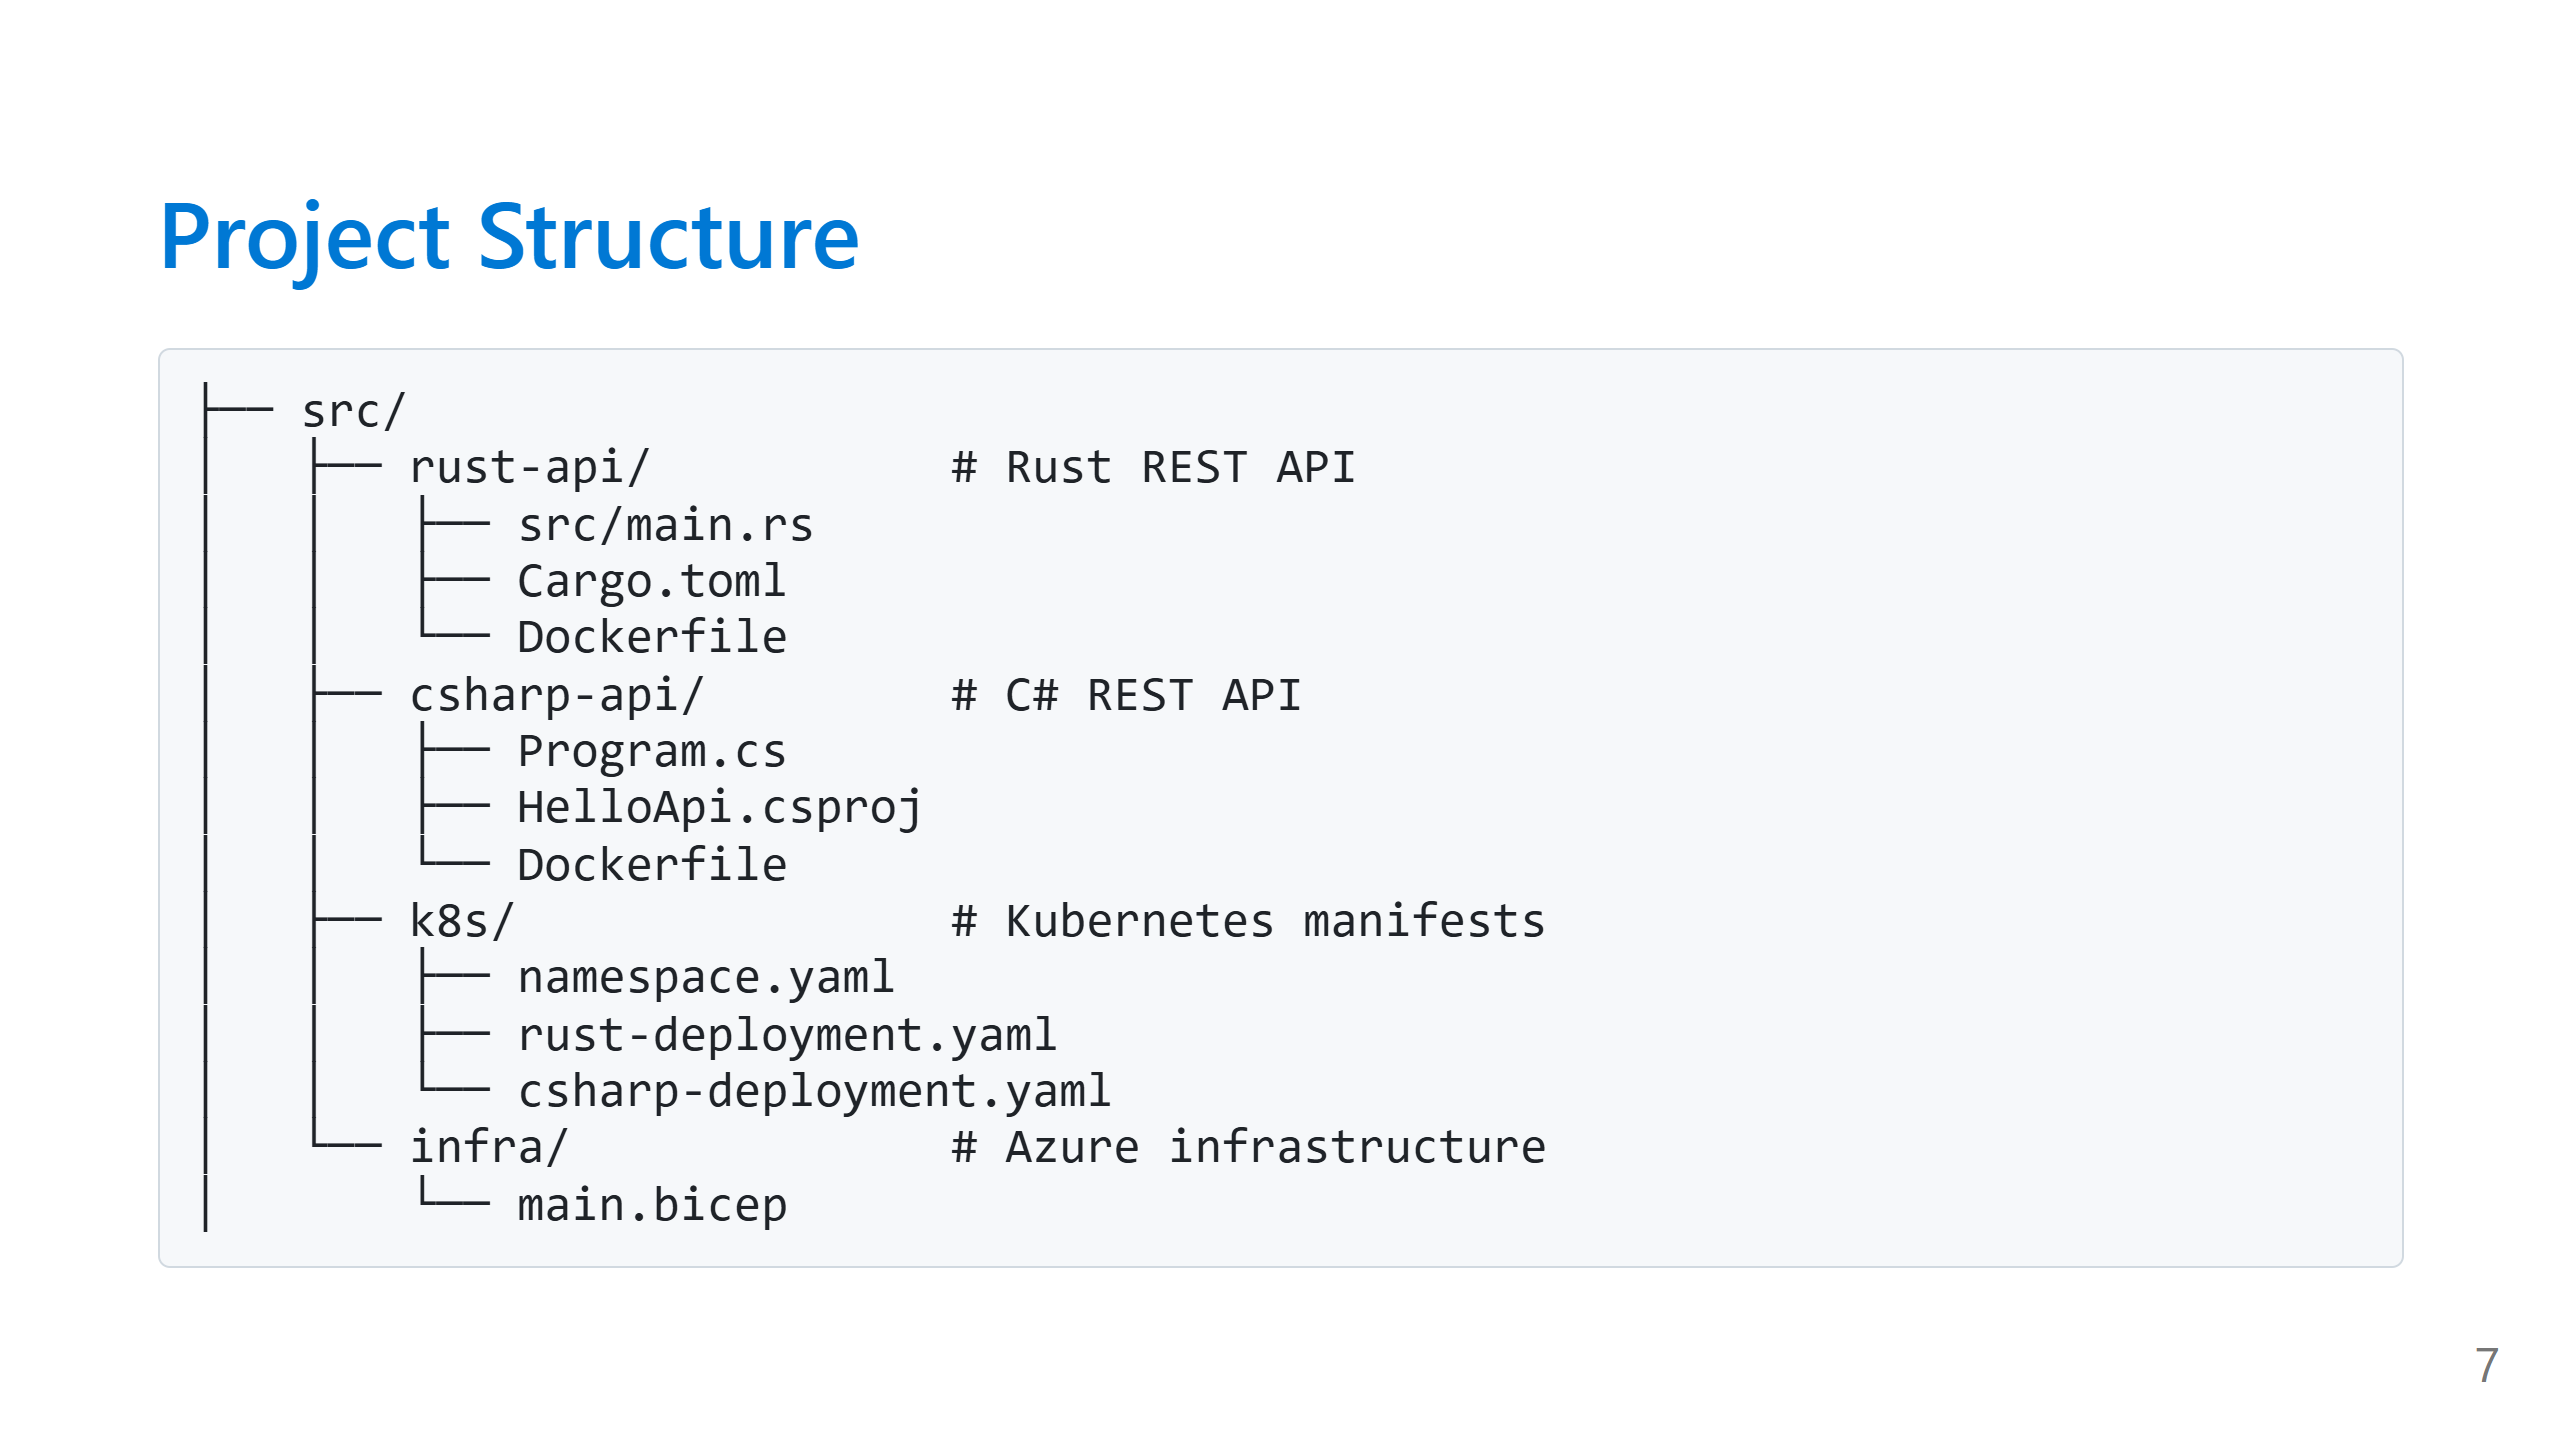 Project Structure
├── src/
│   ├── rust-api/           # Rust REST API
│   │   ├── src/main.rs
│   │   ├── Cargo.toml
│   │   └── Dockerfile
│   ├── csharp-api/         # C# REST API
│   │   ├── Program.cs
│   │   ├── HelloApi.csproj
│   │   └── Dockerfile
│   ├── k8s/                # Kubernetes manifests
│   │   ├── namespace.yaml
│   │   ├── rust-deployment.yaml
│   │   └── csharp-deployment.yaml
│   └── infra/              # Azure infrastructure
│       └── main.bicep
7